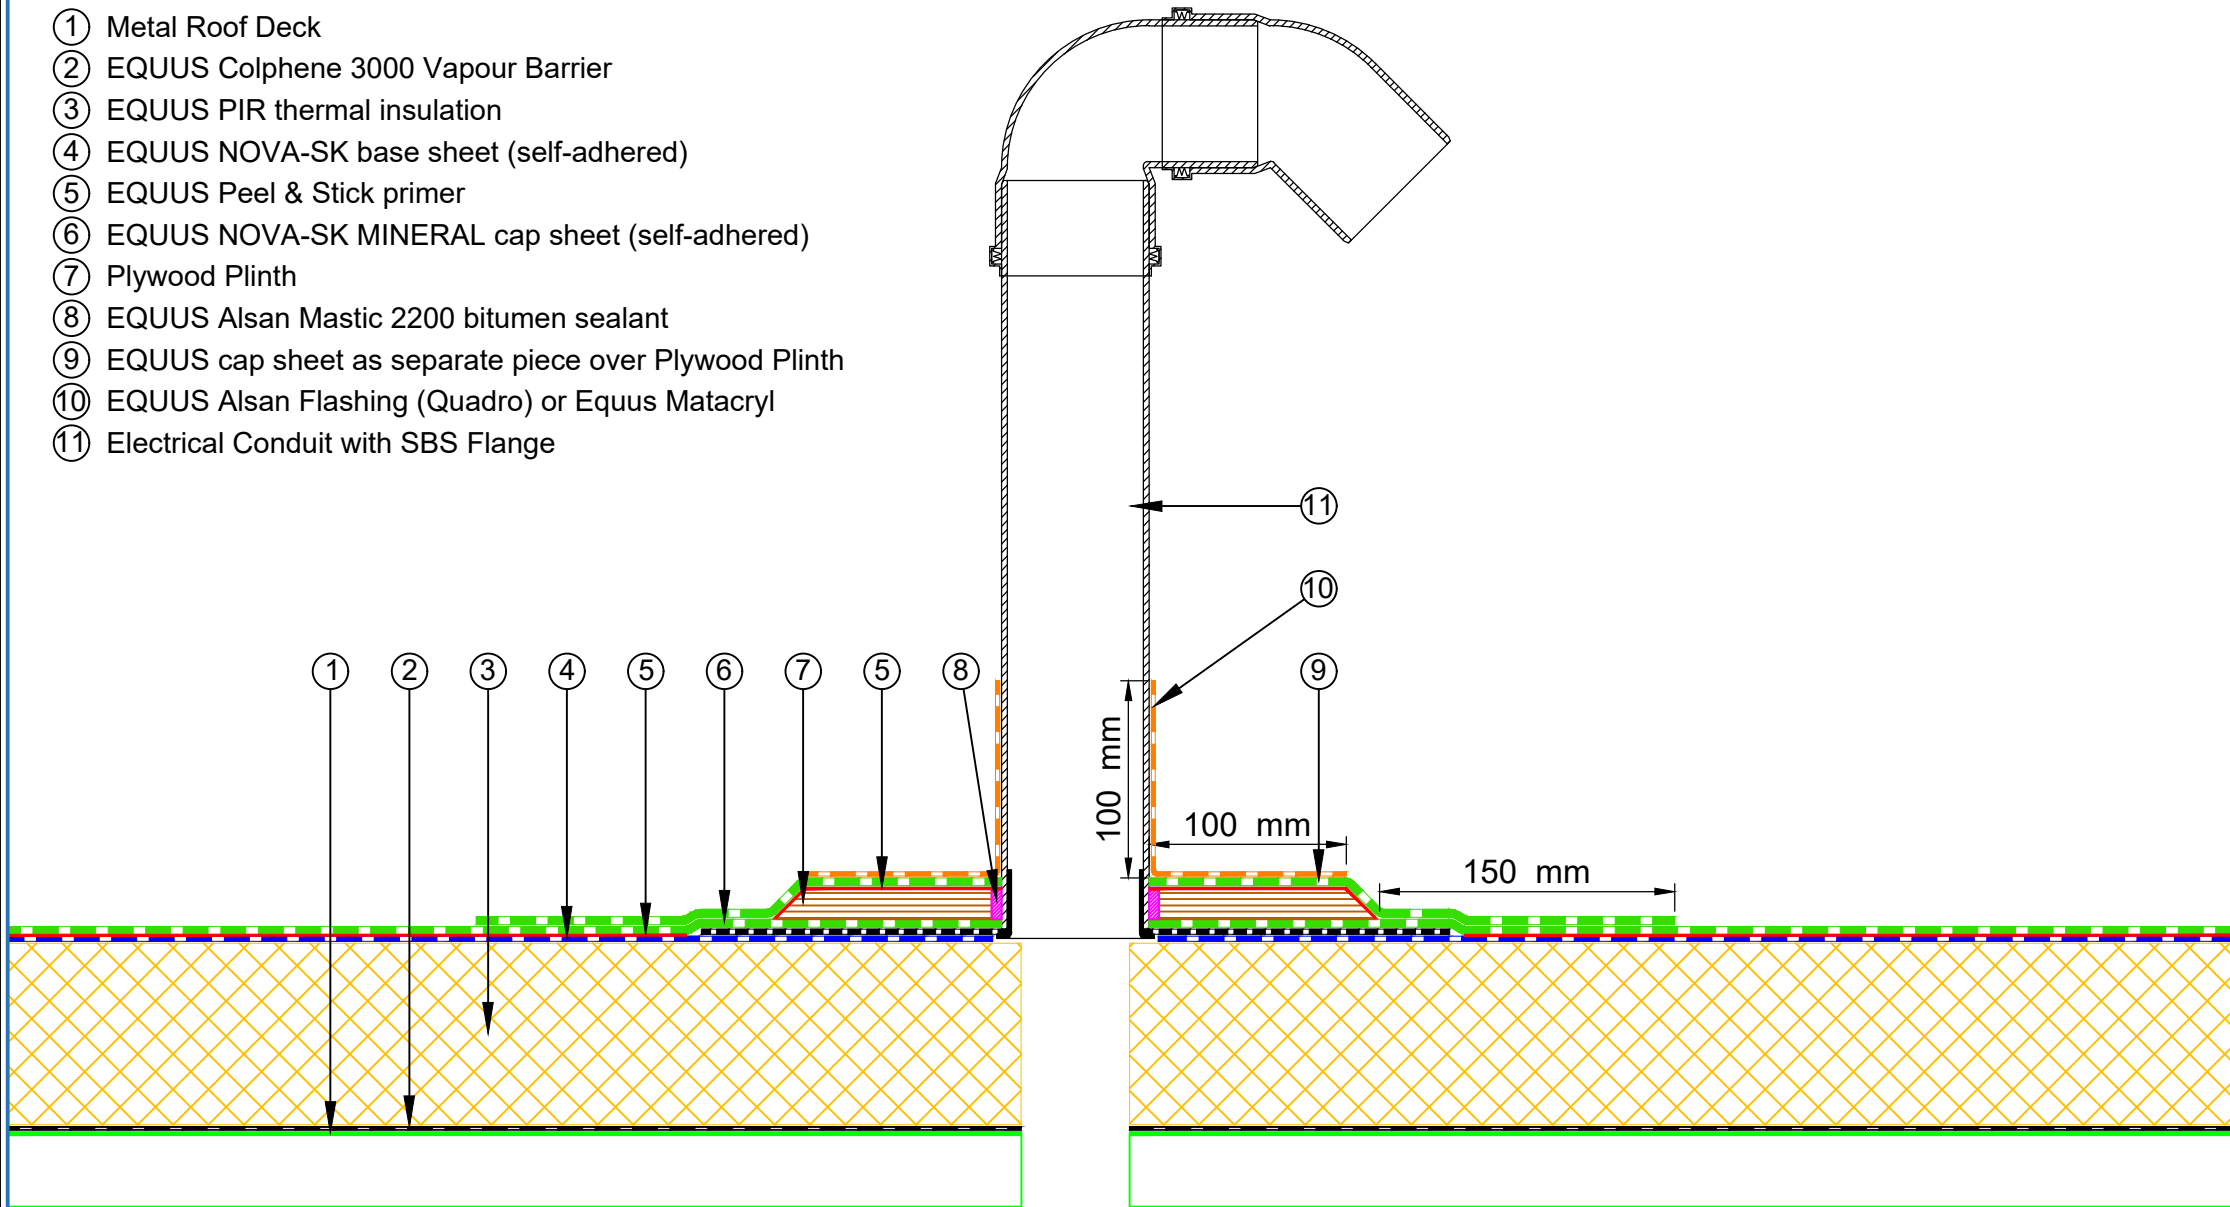 1 Metal Roof Deck
2 EQUUS Colphene 3000 Vapour Barrier
3 EQUUS PIR thermal insulation
4 EQUUS NOVA-SK base sheet (self-adhered)
5 EQUUS Peel & Stick primer
6 EQUUS NOVA-SK MINERAL cap sheet (self-adhered)
7 Plywood Plinth
8 EQUUS Alsan Mastic 2200 bitumen sealant
9 EQUUS cap sheet as separate piece over Plywood Plinth
10 EQUUS Alsan Flashing (Quadro) or Equus Matacryl
11 Electrical Conduit with SBS Flange
11
10
1 2 3 4 5 6 7 5 8 9
100 mm
100 mm
150 mm